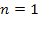 n = 1